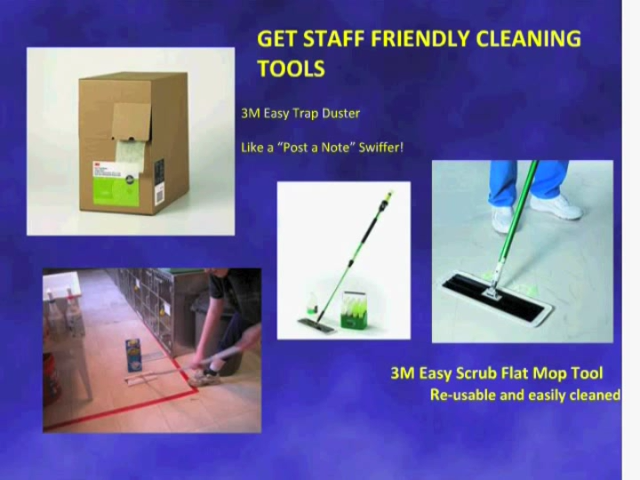 GET STAFF FRIENDLY CLEANING
TOOLS
3M Easy Trap Duster
Like a “Post a Note” Swiffer!
3M Easy Scrub Flat Mop Tool
Re-usable and easily cleaned